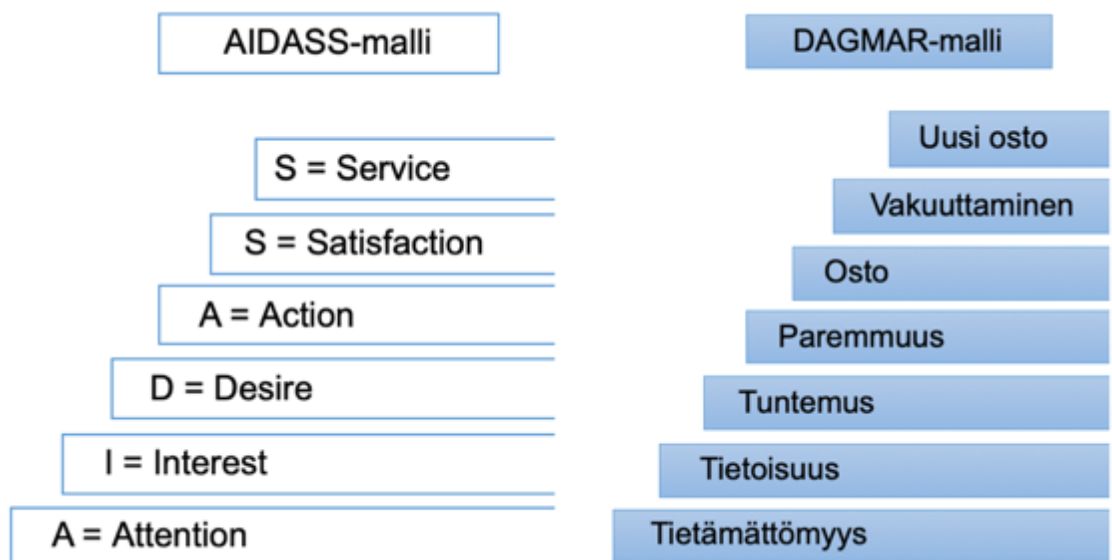 AIDASS-malli
S = Service
S = Satisfaction
A = Action
D = Desire
I = Interest
A = Attention
DAGMAR-malli
Uusi osto
Vakuuttaminen
Osto
Paremmuus
Tuntemus
Tietoisuus
Tietämättömyys